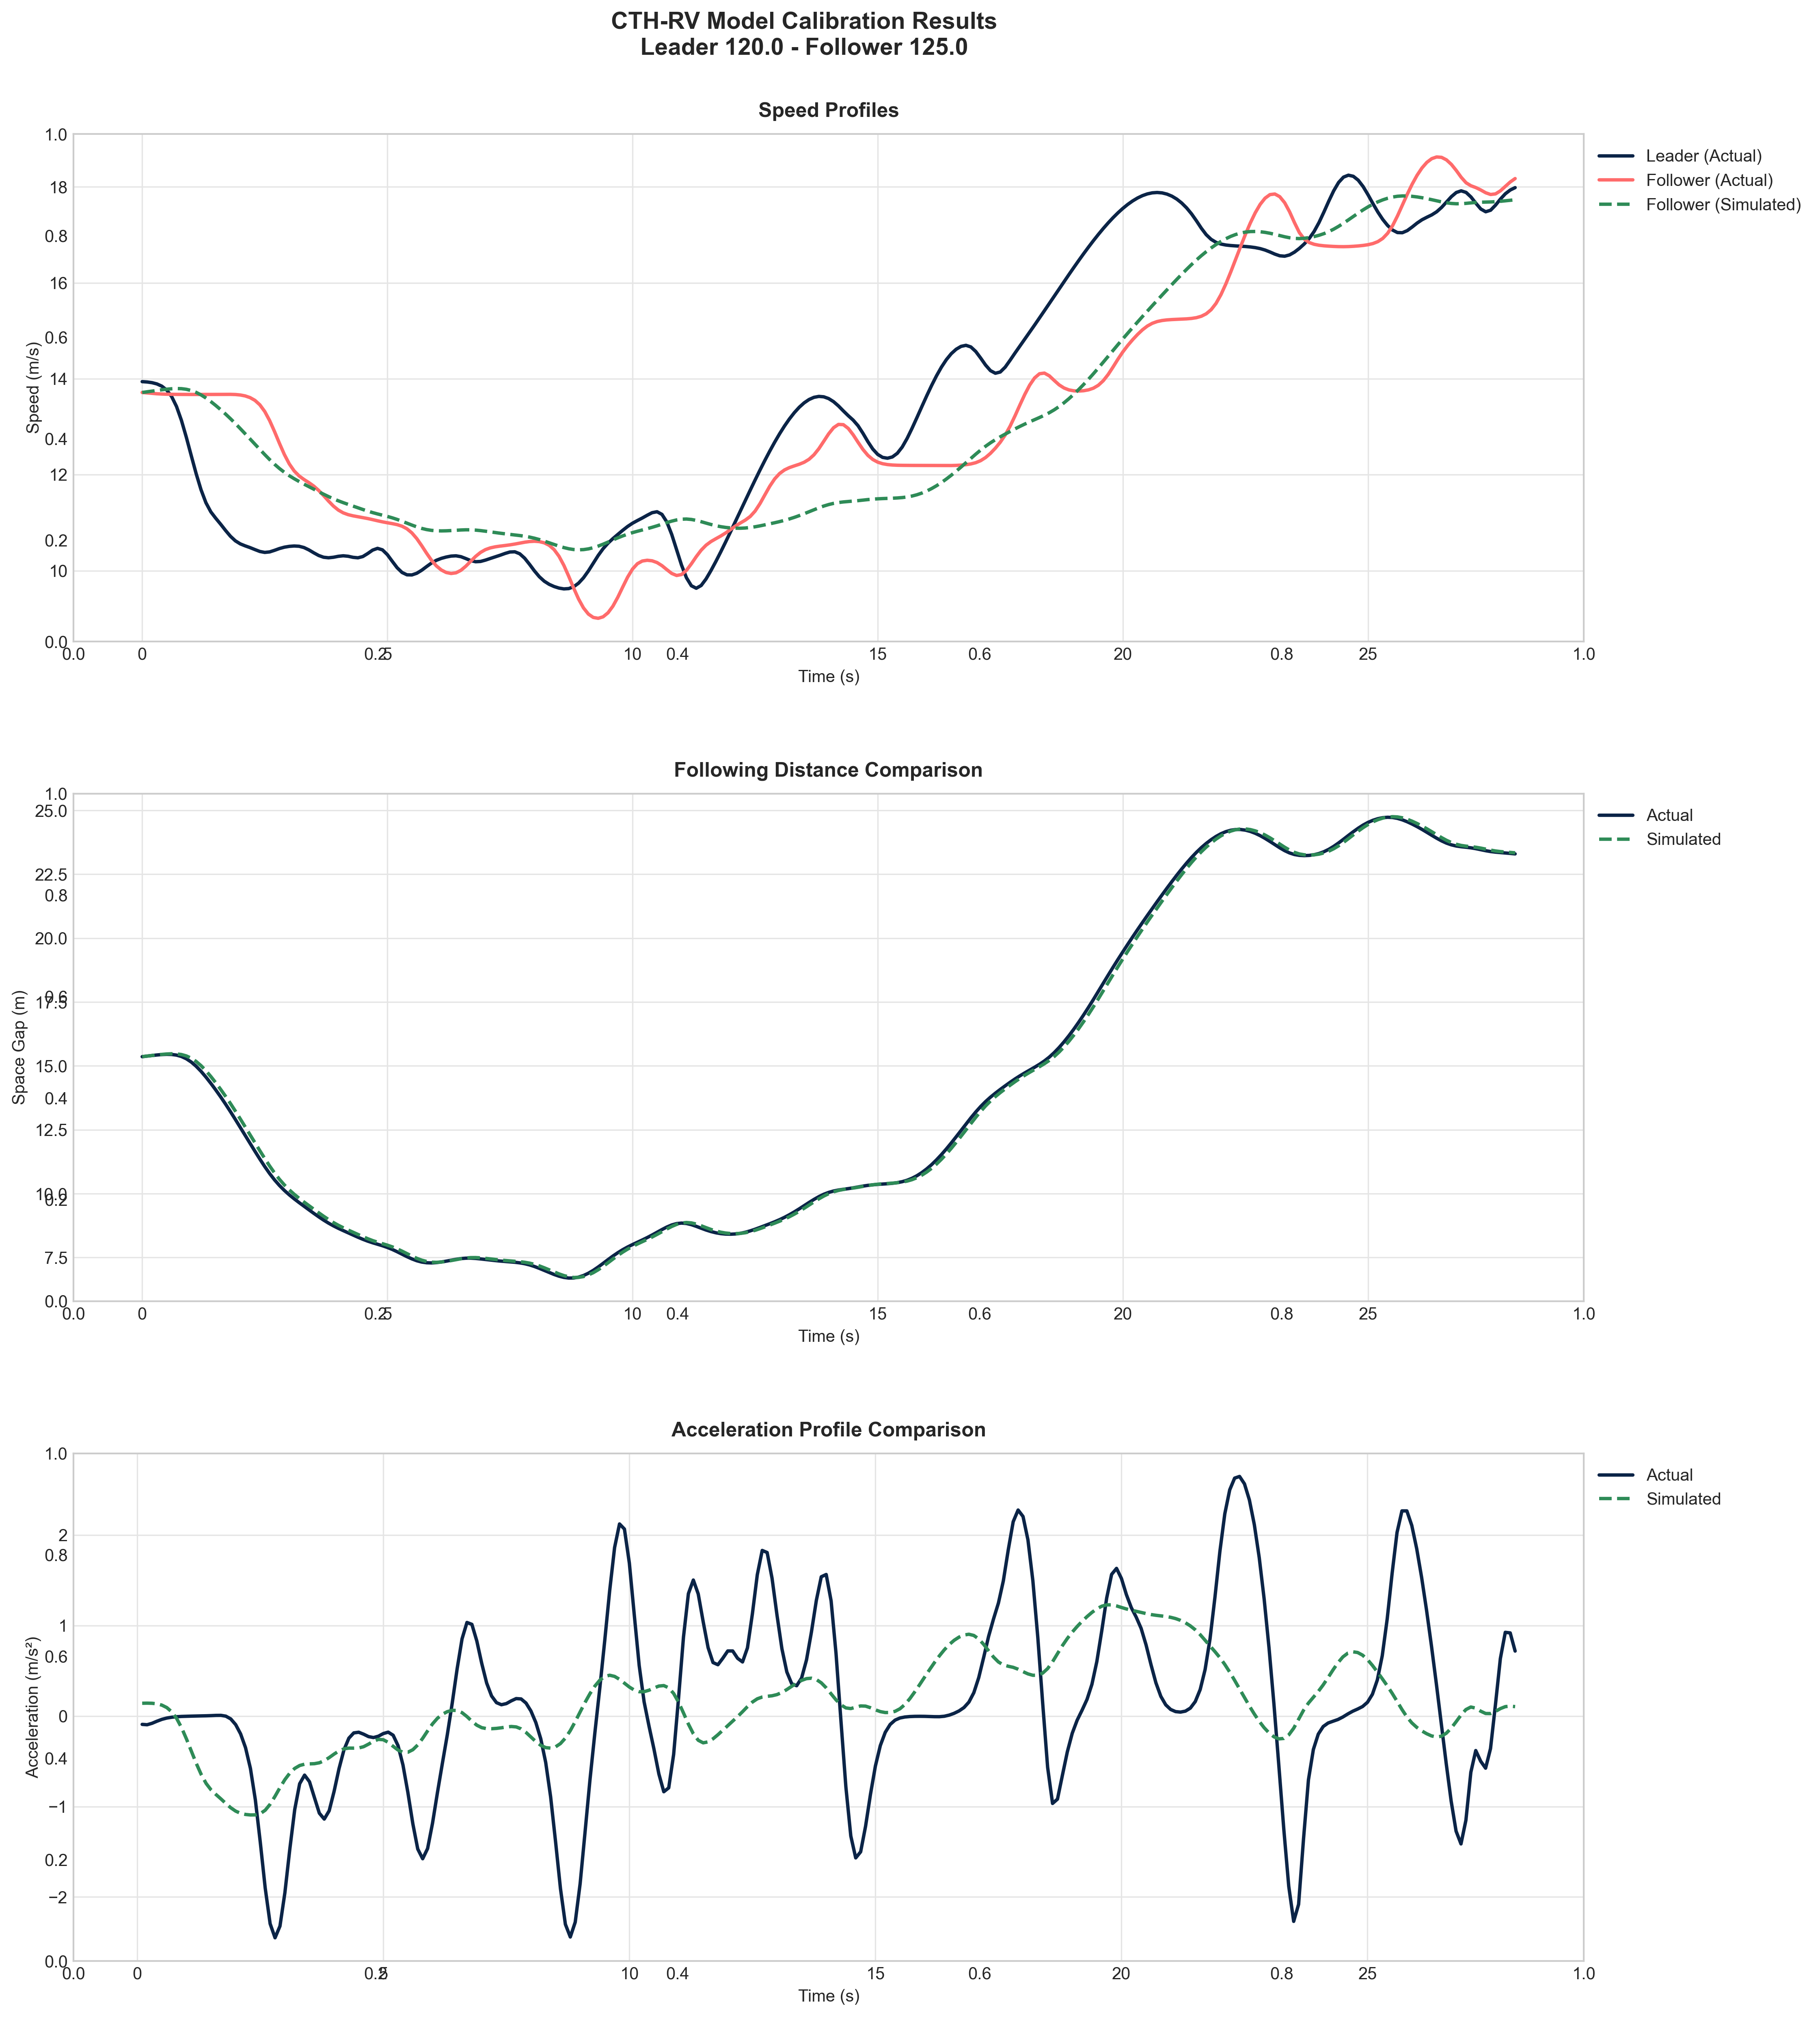 CTH-RV Model Calibration Results
Leader 120.0 - Follower 125.0
Speed Profiles
1.0
18
0.8
16
0.6
14
0.4
12
0.2
10
0.0
Speed (m/s)
0.0 0 0.2 5 10 0.4 15 0.6 20 0.8 25 1.0
Time (s)
Leader (Actual)
Follower (Actual)
Follower (Simulated)
Following Distance Comparison
1.0
25.0
22.5
0.8
20.0
0.6
17.5
15.0
0.4
12.5
10.0
0.2
7.5
0.0
Space Gap (m)
0.0 0 0.2 5 10 0.4 15 0.6 20 0.8 25 1.0
Time (s)
Actual
Simulated
Acceleration Profile Comparison
1.0
2
0.8
1
0.6
0
0.4
−1
0.2
−2
0.0
Acceleration (m/s²)
0.0 0 0.2 5 10 0.4 15 0.6 20 0.8 25 1.0
Time (s)
Actual
Simulated